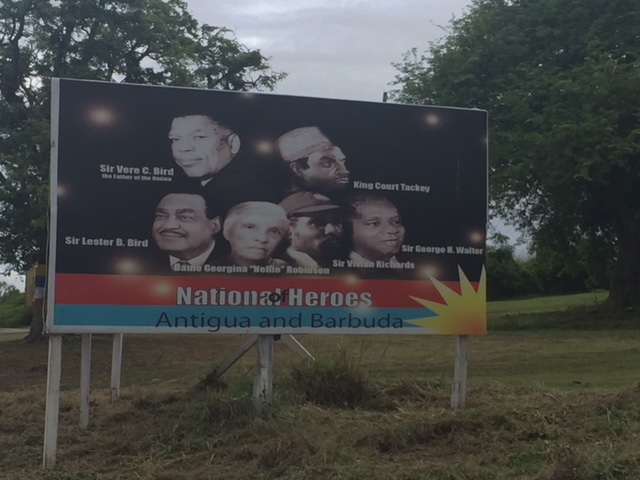 Sir Vere C. Bird
the Father of the Nation
King Court Tackey
Sir Lester B. Bird
Dame Georgina "Nellie" Robinson
Sir Vivian Richards
Sir George H. Walter
National Heroes
of
Antigua and Barbuda